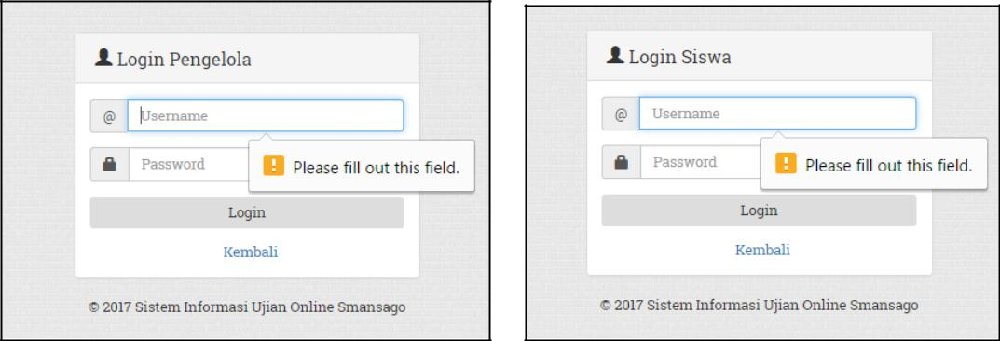 Login Pengelola
@ Username
Password
Please fill out this field.
Login
Kembali
© 2017 Sistem Informasi Ujian Online Smansago
Login Siswa
@ Username
Password
Please fill out this field.
Login
Kembali
© 2017 Sistem Informasi Ujian Online Smansago